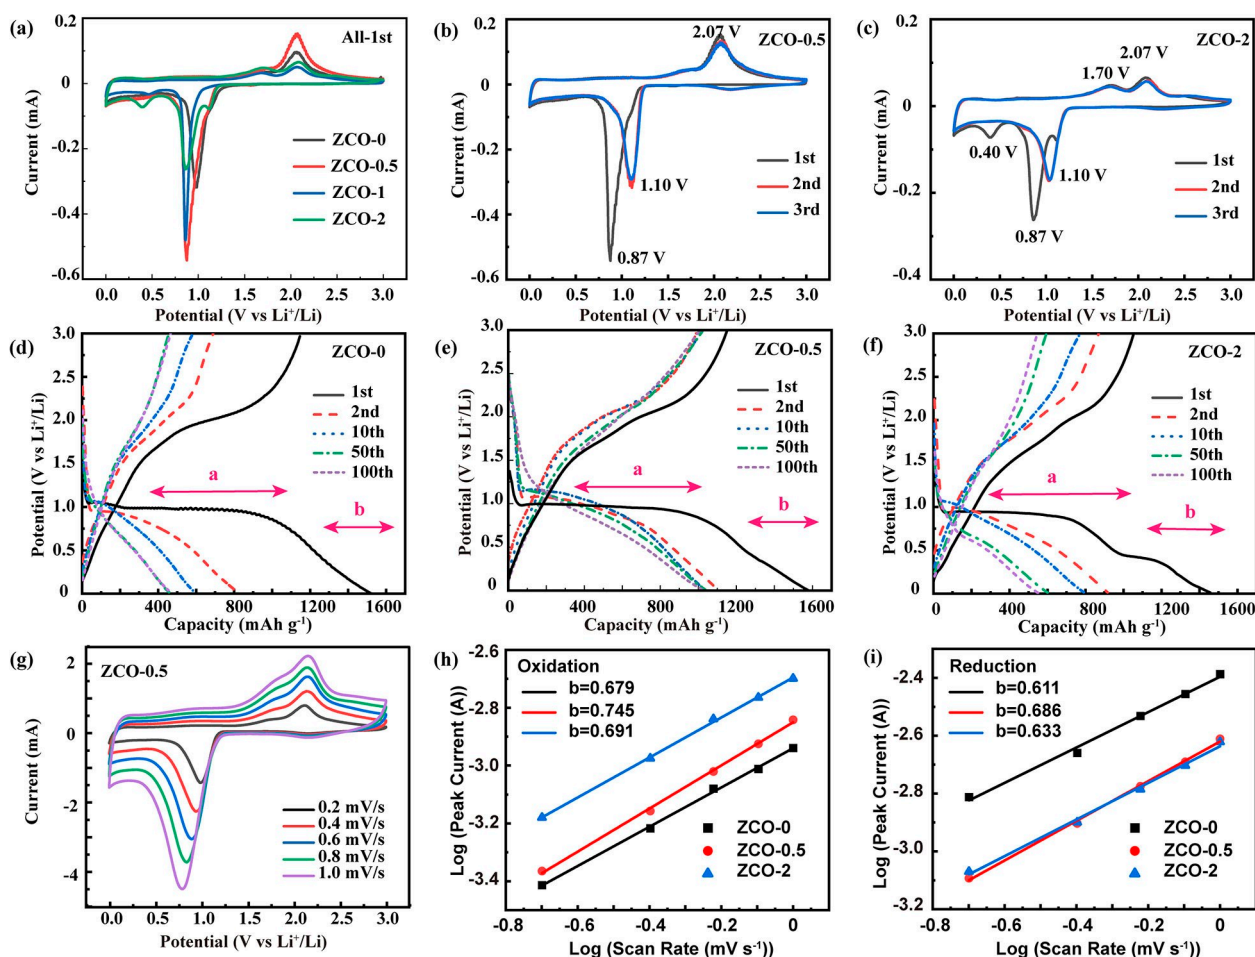 (a)
All-1st
0.2
0
-0.2
-0.4
-0.6
Current (mA)
ZCO-0
ZCO-0.5
ZCO-1
ZCO-2
0.0 0.5 1.0 1.5 2.0 2.5 3.0
Potential (V vs Li⁺/Li)
(b)
2.07 V
ZCO-0.5
0.2
0
-0.2
-0.4
-0.6
Current (mA)
1st
2nd
3rd
1.10 V
0.87 V
0.0 0.5 1.0 1.5 2.0 2.5 3.0
Potential (V vs Li⁺/Li)
(c)
ZCO-2
2.07 V
1.70 V
0.2
0
-0.2
-0.4
Current (mA)
0.40 V
1.10 V
0.87 V
1st
2nd
3rd
0.0 0.5 1.0 1.5 2.0 2.5 3.0
Potential (V vs Li⁺/Li)
(d)
ZCO-0
3.0
2.5
2.0
1.5
1.0
0.5
0
Potential (V vs Li⁺/Li)
1st
2nd
10th
50th
100th
a
b
0 400 800 1200 1600
Capacity (mAh g⁻¹)
(e)
ZCO-0.5
3.0
2.5
2.0
1.5
1.0
0.5
0
Potential (V vs Li⁺/Li)
1st
2nd
10th
50th
100th
a
b
0 400 800 1200 1600
Capacity (mAh g⁻¹)
(f)
ZCO-2
3.0
2.5
2.0
1.5
1.0
0.5
0
Potential (V vs Li⁺/Li)
1st
2nd
10th
50th
100th
a
b
0 400 800 1200 1600
Capacity (mAh g⁻¹)
(g)
ZCO-0.5
2
0
-2
-4
Current (mA)
0.2 mV/s
0.4 mV/s
0.6 mV/s
0.8 mV/s
1.0 mV/s
0.0 0.5 1.0 1.5 2.0 2.5 3.0
Potential (V vs Li⁺/Li)
(h)
Oxidation
b=0.679
b=0.745
b=0.691
-2.6
-2.8
-3.0
-3.2
-3.4
Log (Peak Current (A))
ZCO-0
ZCO-0.5
ZCO-2
-0.8 -0.6 -0.4 -0.2 0.0
Log (Scan Rate (mV s⁻¹))
(i)
Reduction
b=0.611
b=0.686
b=0.633
-2.4
-2.6
-2.8
-3.0
-3.2
Log (Peak Current (A))
ZCO-0
ZCO-0.5
ZCO-2
-0.8 -0.6 -0.4 -0.2 0.0
Log (Scan Rate (mV s⁻¹))